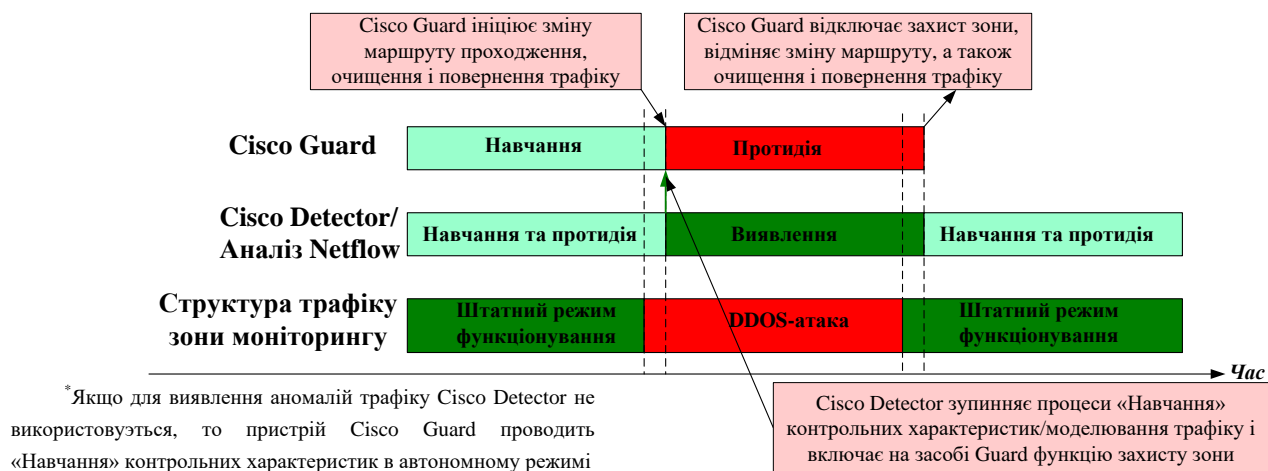 Cisco Guard ініціює зміну
маршруту проходження,
очищення і повернення трафіку
Cisco Guard відключає захист зони,
відміняє зміну маршруту, а також
очищення і повернення трафіку
Cisco Guard
Навчання
Протидія
Cisco Detector/
Аналіз Netflow
Навчання та протидія
Виявлення
Навчання та протидія
Структура трафіку
зони моніторингу
Штатний режим
функціонування
DDOS-атака
Штатний режим
функціонування
Час
*Якщо для виявлення аномалій трафіку Cisco Detector не
використовуэться, то пристрій Cisco Guard проводить
«Навчання» контрольних характеристик в автономному режимі
Cisco Detector зупинняє процеси «Навчання»
контрольних характеристик/моделювання трафіку і
включає на засобі Guard функцію захисту зони